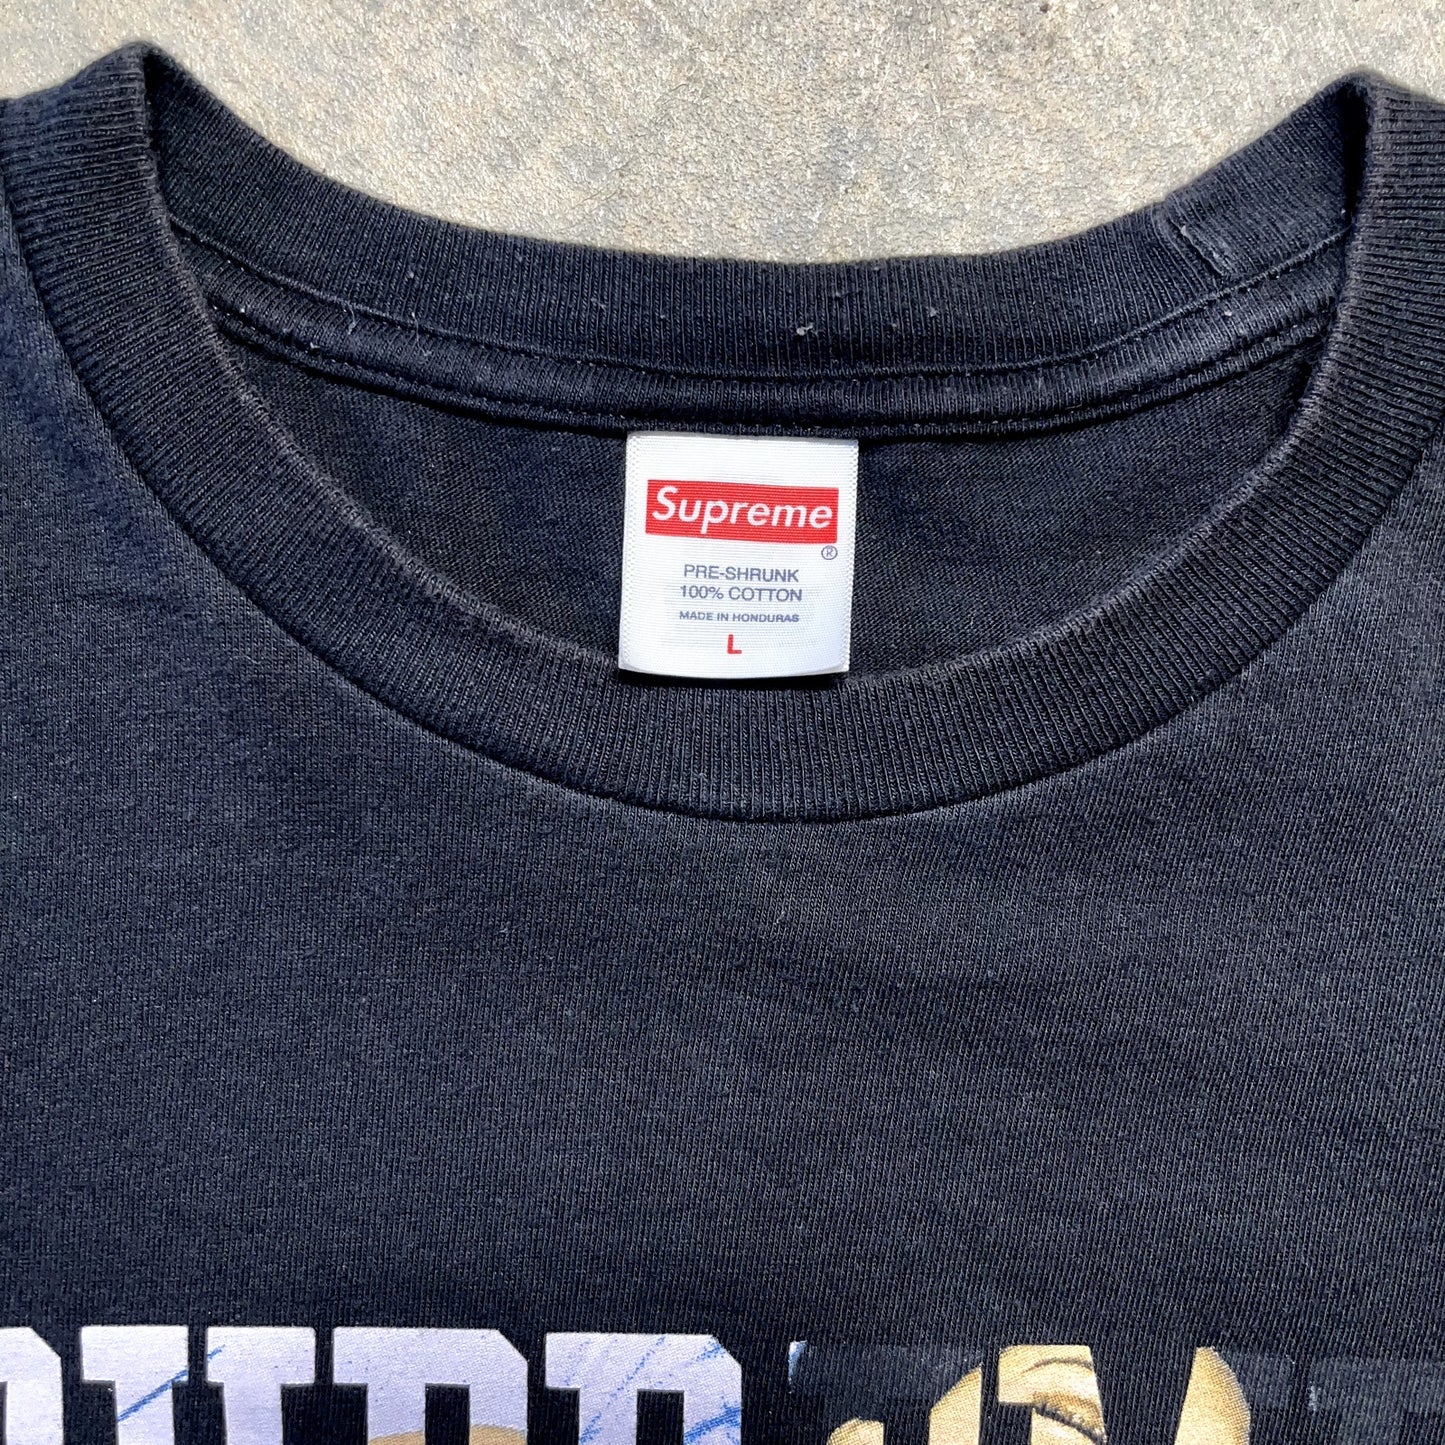 Supreme
®
PRE-SHRUNK
100% COTTON
MADE IN HONDURAS
L